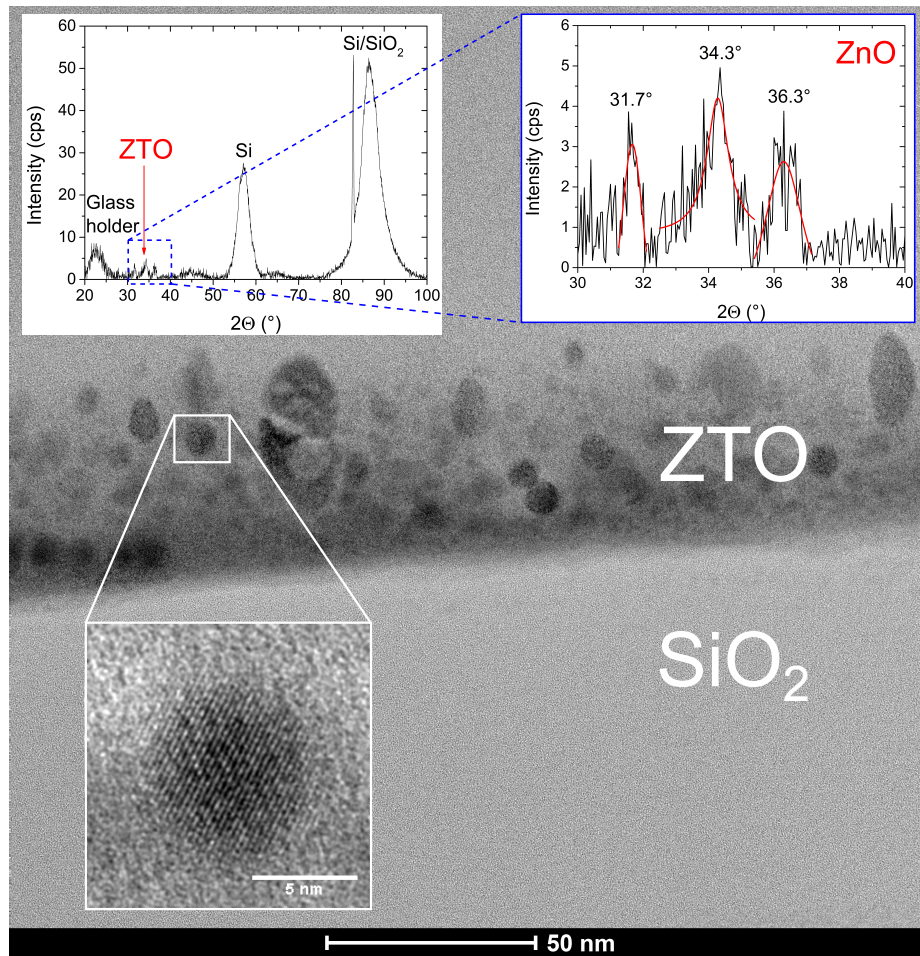 60
50
40
30
20
10
0
Intensity (cps)
Si/SiO₂
ZTO
Si
Glass
holder
20 30 40 50 60 70 80 90 100
2Θ (°)
6
5
4
3
2
1
0
Intensity (cps)
ZnO
34.3°
31.7°
36.3°
30 32 34 36 38 40
2Θ (°)
ZTO
SiO₂
5 nm
50 nm